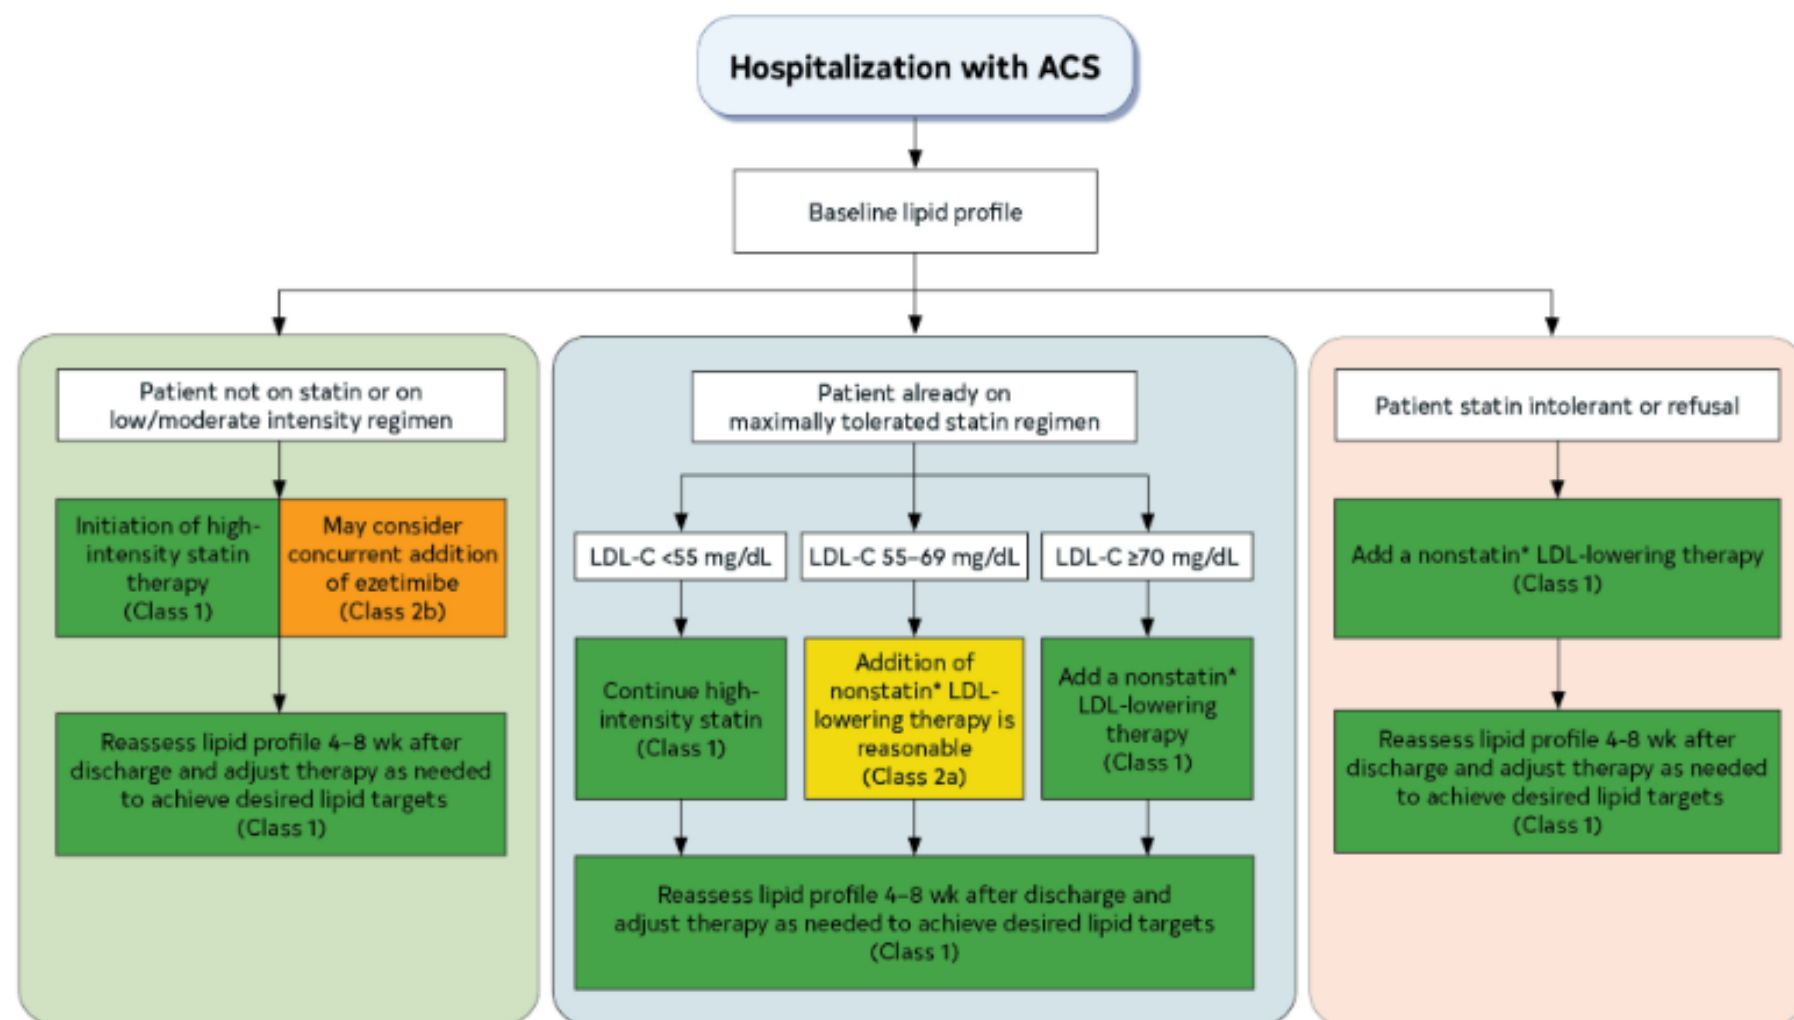 Hospitalization with ACS
Baseline lipid profile
Patient not on statin or on
low/moderate intensity regimen
Initiation of high-
intensity statin
therapy
(Class 1)
May consider
concurrent addition
of ezetimibe
(Class 2b)
Reassess lipid profile 4–8 wk after
discharge and adjust therapy as needed
to achieve desired lipid targets
(Class 1)
Patient already on
maximally tolerated statin regimen
LDL-C <55 mg/dL
LDL-C 55–69 mg/dL
LDL-C ≥70 mg/dL
Continue high-
intensity statin
(Class 1)
Addition of
nonstatin* LDL-
lowering therapy is
reasonable
(Class 2a)
Add a nonstatin*
LDL-lowering
therapy
(Class 1)
Reassess lipid profile 4–8 wk after discharge and
adjust therapy as needed to achieve desired lipid targets
(Class 1)
Patient statin intolerant or refusal
Add a nonstatin* LDL-lowering therapy
(Class 1)
Reassess lipid profile 4-8 wk after
discharge and adjust therapy as needed
to achieve desired lipid targets
(Class 1)